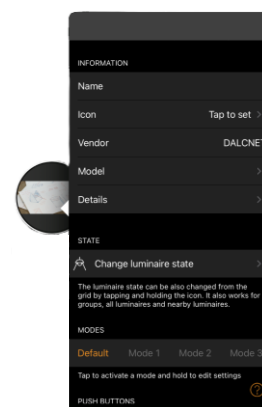 INFORMATION
Name
Icon Tap to set >
Vendor DALCNET
Model >
Details >
STATE
Change luminaire state >
The luminaire state can be also changed from the
grid by tapping and holding the icon. It also works for
groups, all luminaires and nearby luminaires.
MODES
Default Mode 1 Mode 2 Mode 3
Tap to activate a mode and hold to edit settings
?
PUSH BUTTONS